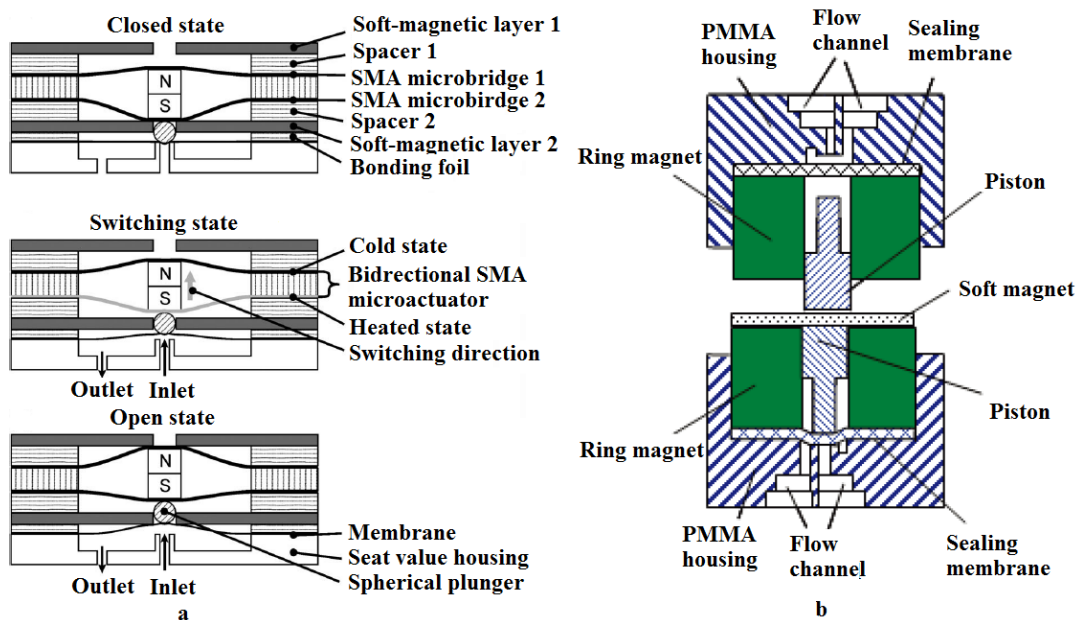 Closed state
Soft-magnetic layer 1
Spacer 1
SMA microbridge 1
SMA microbirdge 2
Spacer 2
Soft-magnetic layer 2
Bonding foil
N
S
Switching state
Cold state
Bidrectional SMA
microactuator
Heated state
Switching direction
N
S
Outlet
Inlet
Open state
N
S
Membrane
Seat value housing
Spherical plunger
Outlet
Inlet
a
PMMA
housing
Flow
channel
Sealing
membrane
Ring magnet
Piston
Soft magnet
Piston
Ring magnet
PMMA
housing
Flow
channel
Sealing
membrane
b